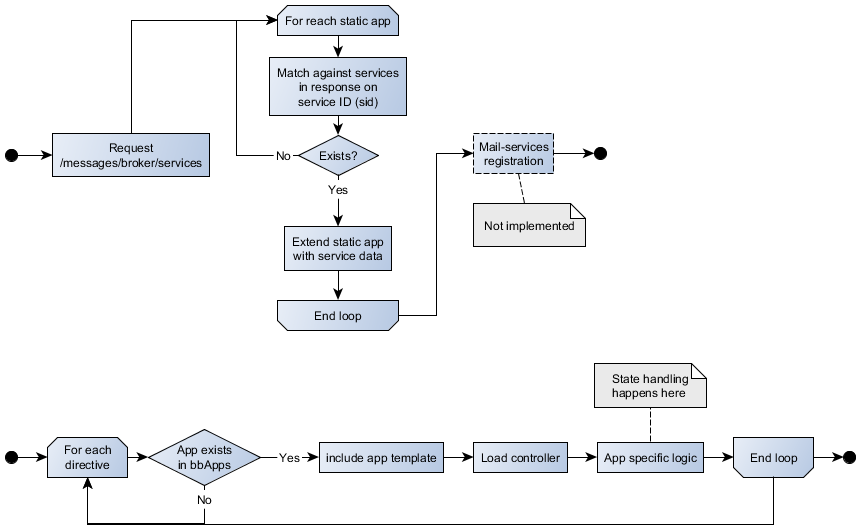 For reach static app
Match against services
in response on
service ID (sid)
Request
/messages/broker/services
No
Exists?
Yes
Mail-services
registration
Not implemented
Extend static app
with service data
End loop
State handling
happens here
For each
directive
App exists
in bbApps
Yes
include app template
Load controller
App specific logic
End loop
No